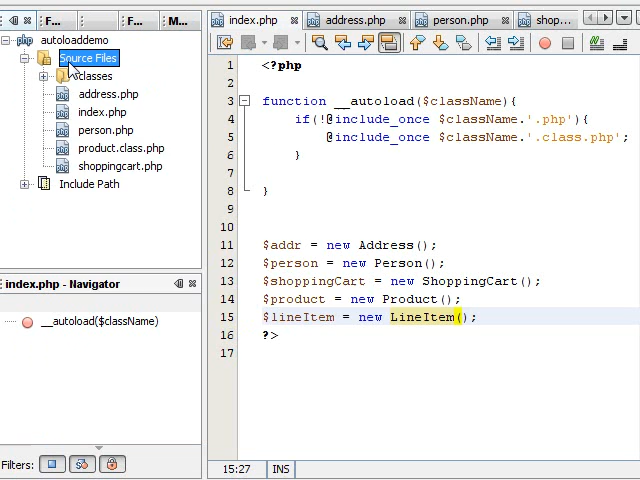 F...
F...
M...
autoloaddemo
Source Files
classes
address.php
index.php
person.php
product.class.php
shoppingcart.php
Include Path
index.php - Navigator
__autoload($className)
Filters:
index.php
address.php
person.php
shop...
1 <?php
2
3 function __autoload($className){
4 if(!@include_once $className.'.php'){
5 @include_once $className.'.class.php';
6 }
7
8 }
9
10
11 $addr = new Address();
12 $person = new Person();
13 $shoppingCart = new ShoppingCart();
14 $product = new Product();
15 $lineItem = new LineItem();
16 ?>
17
15:27 INS